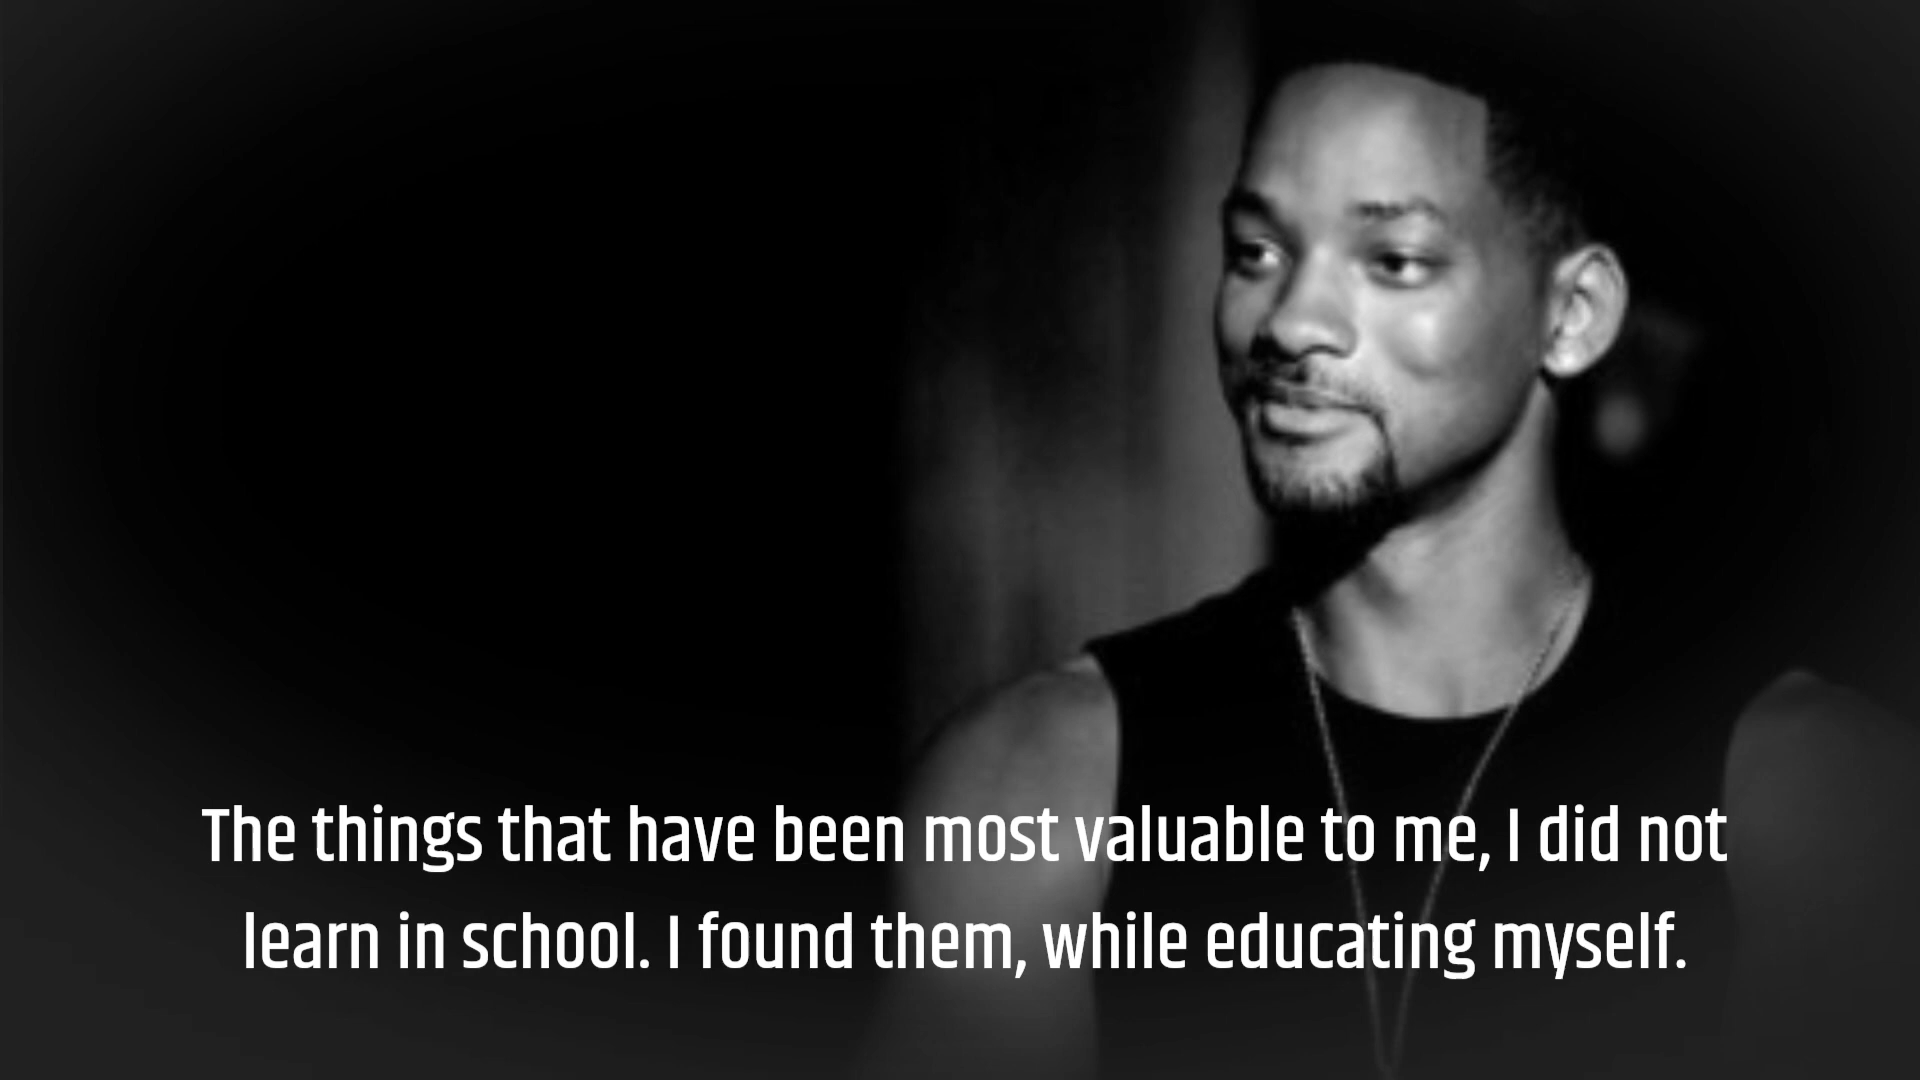 The things that have been most valuable to me, I did not
learn in school. I found them, while educating myself.